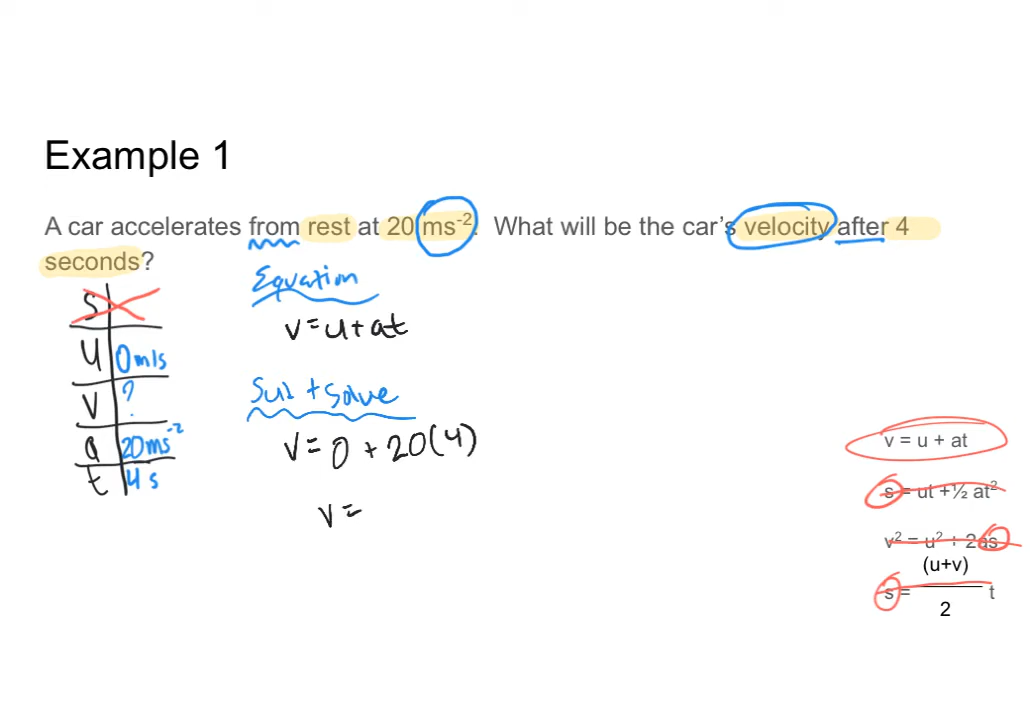 Example 1
A car accelerates from rest at 20 ms⁻². What will be the car's velocity after 4
seconds?
S
U 0 m/s
V ?
a 20 ms⁻²
t 4 s
Equation
V = u + at
Sub + Solve
V = 0 + 20(4)
V =
v = u + at
s = ut + ½ at²
v² = u² + 2as
(u+v)
s = t
2